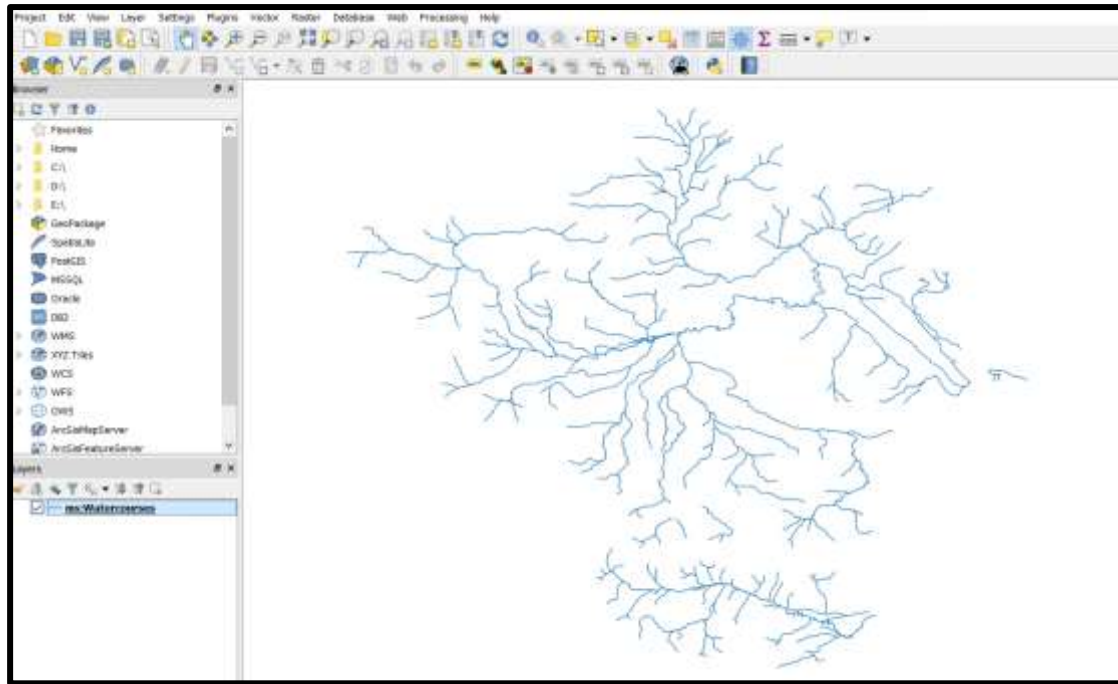 Project Edit View Layer Settings Plugins Vector Raster Database Web Processing Help
Browser
Favorites
Home
C:\
D:\
E:\
GeoPackage
SpatiaLite
PostGIS
MSSQL
Oracle
DB2
WMS
XYZ Tiles
WCS
WFS
OWS
ArcGisMapServer
ArcGisFeatureServer
Layers
ms:Watercourses